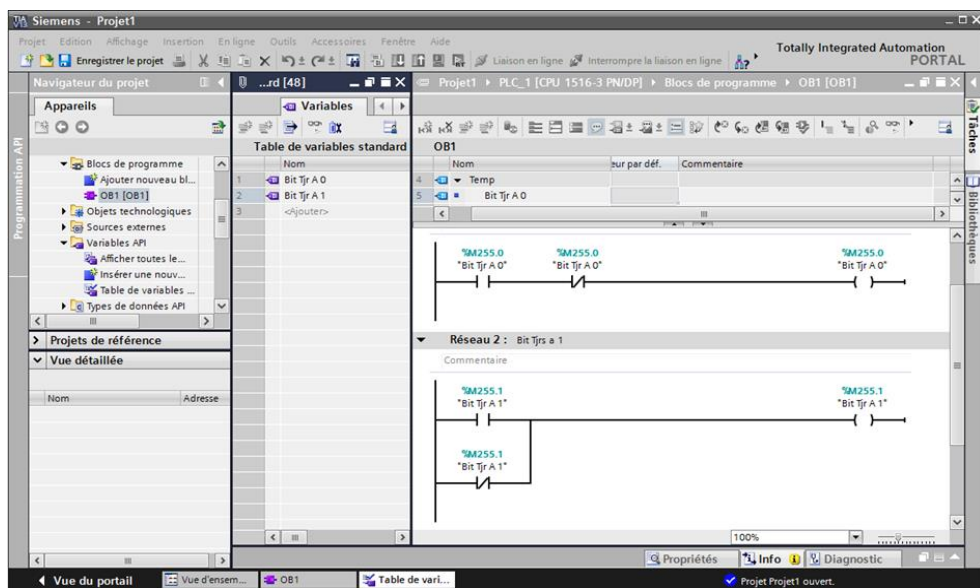 Siemens - Projet1
Projet Edition Affichage Insertion En ligne Outils Accessoires Fenêtre Aide
Totally Integrated Automation
PORTAL
Enregistrer le projet
Liaison en ligne
Interrompre la liaison en ligne
Navigateur du projet
...rd [48]
Projet1 PLC_1 [CPU 1516-3 PN/DP] Blocs de programme OB1 [OB1]
Appareils
Variables
Table de variables standard
OB1
Programmation API
Blocs de programme
Ajouter nouveau bl...
OB1 [OB1]
Objets technologiques
Sources externes
Variables API
Afficher toutes le...
Insérer une nouv...
Table de variables ...
Types de données API
Projets de référence
Vue détaillée
Nom Adresse
Nom
1 Bit Tjr A 0
2 Bit Tjr A 1
3 <Ajouter>
Nom eur par déf. Commentaire
4 Temp
5 Bit Tjr A 0
%M255.0 %M255.0 %M255.0
"Bit Tjr A 0" "Bit Tjr A 0" "Bit Tjr A 0"
Réseau 2 : Bit Tjrs a 1
Commentaire
%M255.1 %M255.1
"Bit Tjr A 1" "Bit Tjr A 1"
%M255.1
"Bit Tjr A 1"
100%
Tâches
Bibliothèques
Propriétés Info Diagnostic
Vue du portail Vue d'ensem... OB1 Table de vari... Projet Projet1 ouvert.